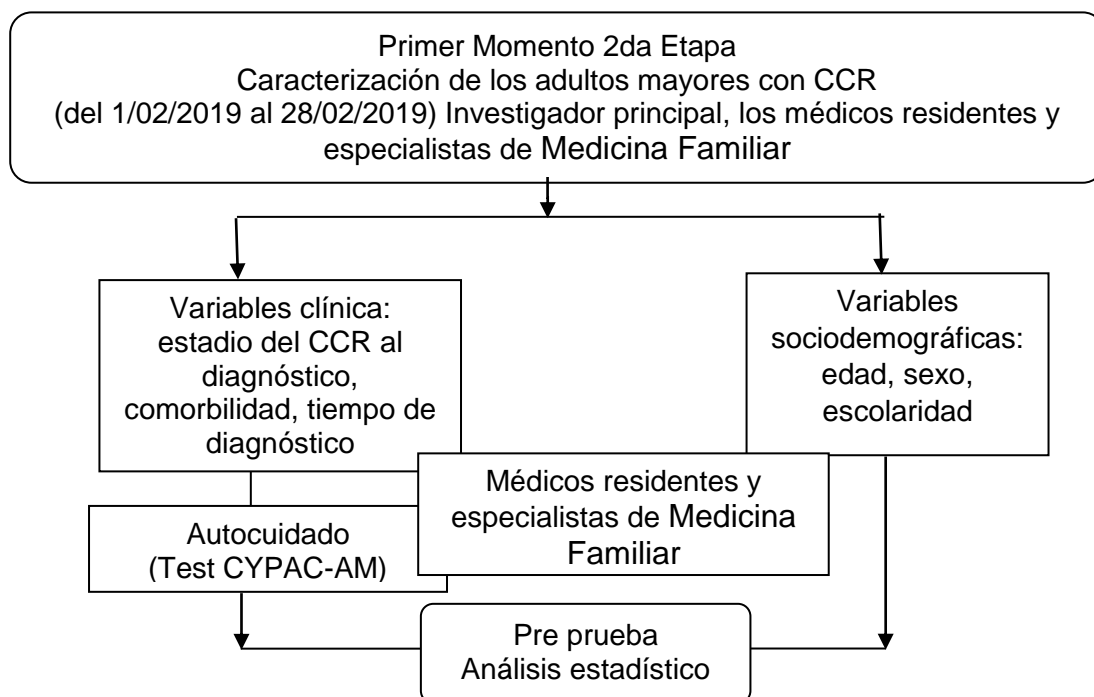 Primer Momento 2da Etapa
Caracterización de los adultos mayores con CCR
(del 1/02/2019 al 28/02/2019) Investigador principal, los médicos residentes y
especialistas de Medicina Familiar
Variables clínica:
estadio del CCR al
diagnóstico,
comorbilidad, tiempo de
diagnóstico
Variables
sociodemográficas:
edad, sexo,
escolaridad
Médicos residentes y
especialistas de Medicina
Familiar
Autocuidado
(Test CYPAC-AM)
Pre prueba
Análisis estadístico